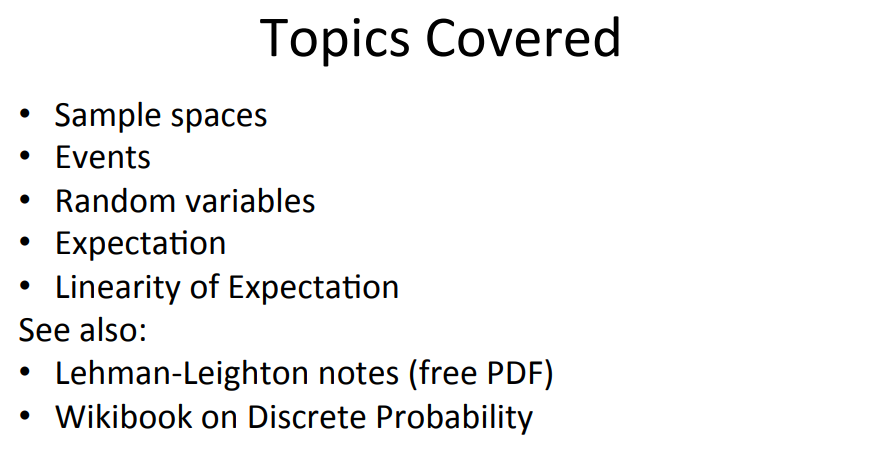 Topics Covered
• Sample spaces
• Events
• Random variables
• Expectation
• Linearity of Expectation
See also:
• Lehman-Leighton notes (free PDF)
• Wikibook on Discrete Probability